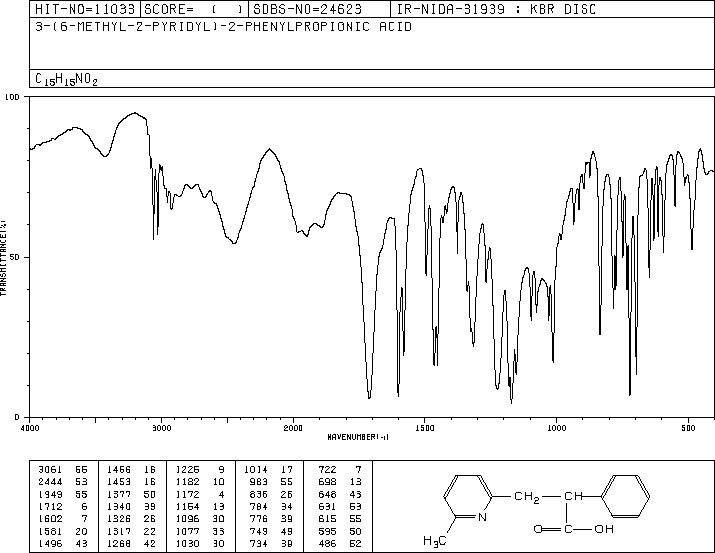 HIT-NO=11033 SCORE= ( ) SDBS-NO=24623 IR-NIDA-31939 : KBR DISC
3-(6-METHYL-2-PYRIDYL)-2-PHENYLPROPIONIC ACID
C15H15NO2
100
50
0
TRANSMITTANCE(%)
4000 3000 2000 1500 1000 500
WAVENUMBER(-1)
3061 55 1466 16 1225 9 1014 17 722 7
2444 53 1453 16 1182 10 983 55 698 13
1949 55 1377 50 1172 4 836 26 648 43
1712 6 1340 39 1154 13 784 34 631 53
1602 7 1326 26 1096 30 776 39 615 55
1581 20 1317 22 1077 33 749 49 595 50
1496 43 1268 42 1030 30 734 39 486 52
N
CH2
CH
H3C
O
OH